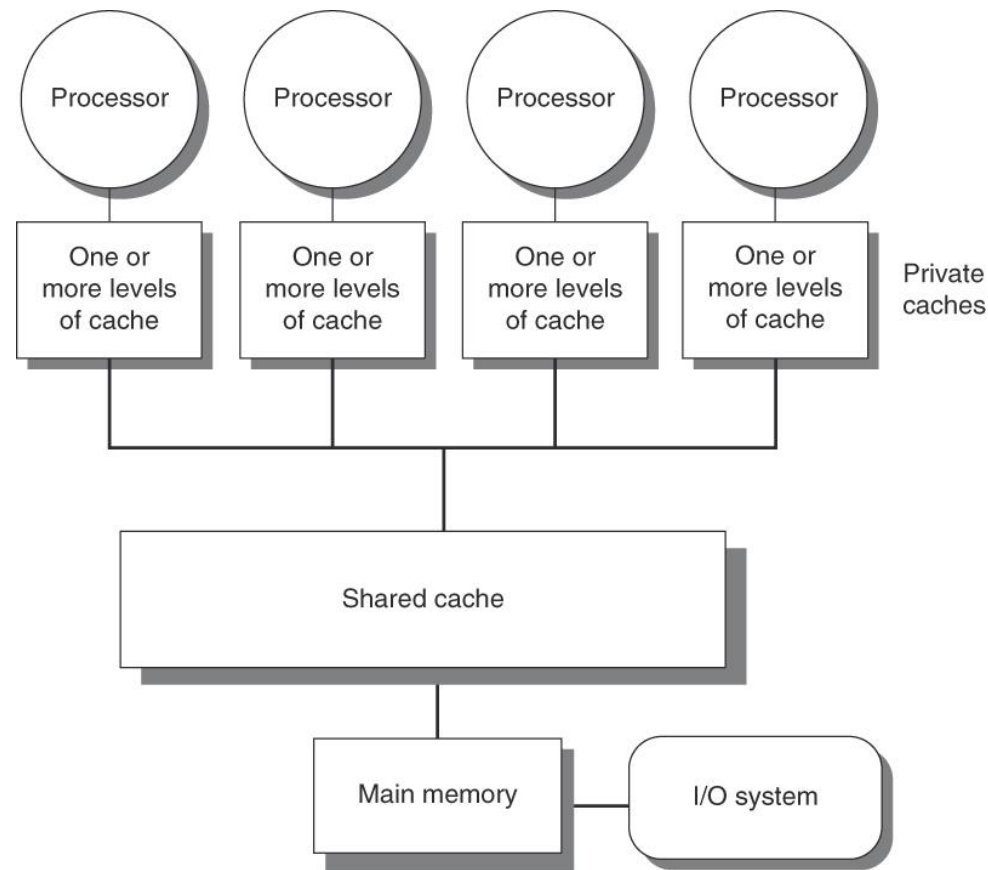 Processor
Processor
Processor
Processor
One or
more levels
of cache
One or
more levels
of cache
One or
more levels
of cache
One or
more levels
of cache
Private
caches
Shared cache
Main memory
I/O system